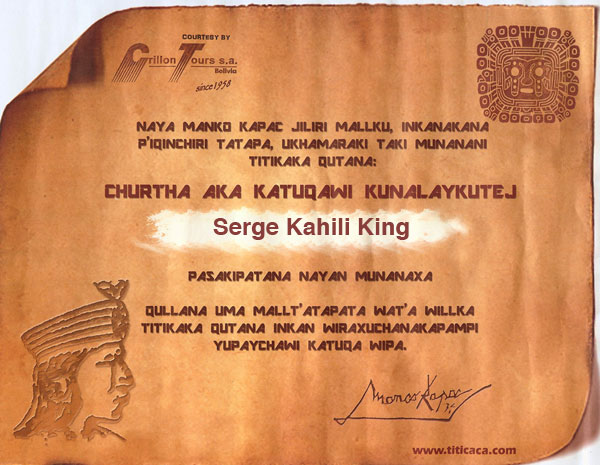 COURTESY BY
Crillon Tours s.a.
Bolivia
since 1958
NAYA MANKO KAPAC JILIRI MALLKU, INKANAKANA
P'IQINCHIRI TATAPA, UKHAMARAKI TAKI MUNANANI
TITIKAKA QUTANA:
CHURTHA AKA KATUQAWI KUNALAYKUTEJ
Serge Kahili King
PASAKIPATANA NAYAN MUNANAXA
QULLANA UMA MALLT'ATAPATA WAT'A WILLKA
TITIKAKA QUTANA INKAN WIRAXUCHANAKAPAMPI
YUPAYCHAWI KATUQA WIPA.
Manco Kapac
www.titicaca.com